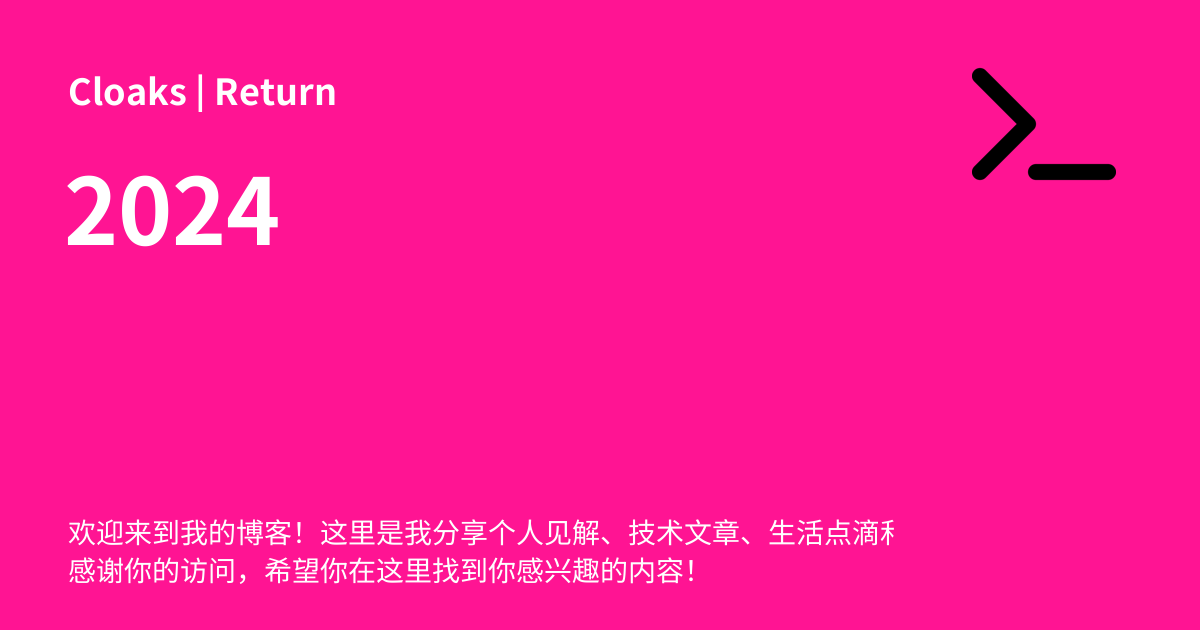 Cloaks | Return
2024
欢迎来到我的博客！这里是我分享个人见解、技术文章、生活点滴
感谢你的访问，希望你在这里找到你感兴趣的内容！